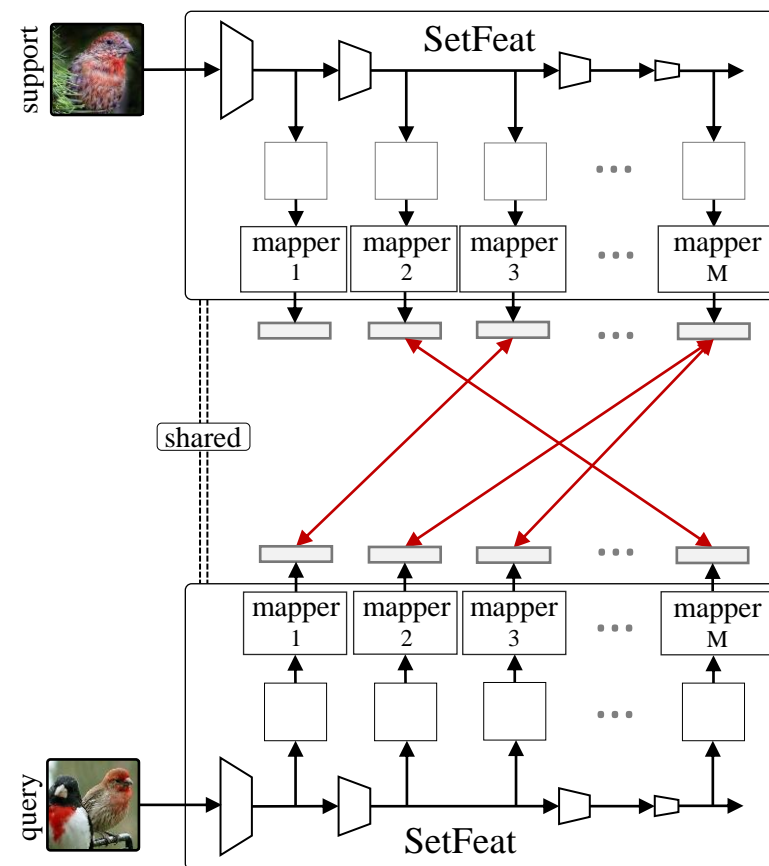 support
SetFeat
mapper 1
mapper 2
mapper 3
mapper M
shared
mapper 1
mapper 2
mapper 3
mapper M
query
SetFeat